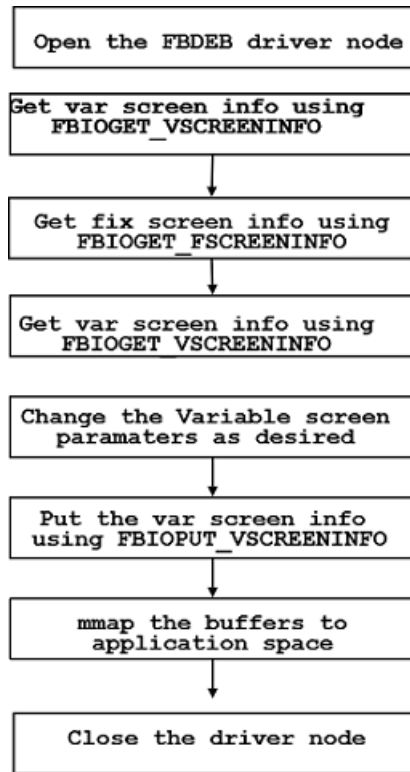 Open the FBDEB driver node
Get var screen info using
FBIOGET_VSCREENINFO
Get fix screen info using
FBIOGET_FSCREENINFO
Get var screen info using
FBIOGET_VSCREENINFO
Change the Variable screen
paramaters as desired
Put the var screen info
using FBIOPUT_VSCREENINFO
mmap the buffers to
application space
Close the driver node